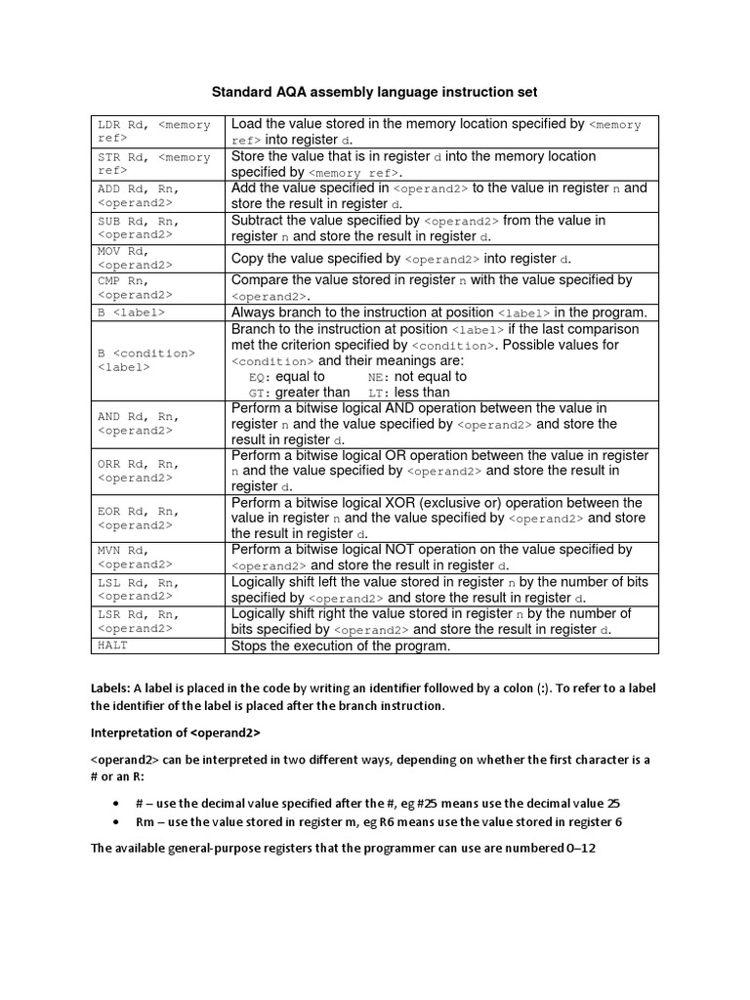 Standard AQA assembly language instruction set
LDR Rd, <memory
ref>
Load the value stored in the memory location specified by <memory
ref> into register d.
STR Rd, <memory
ref>
Store the value that is in register d into the memory location
specified by <memory ref>.
ADD Rd, Rn,
<operand2>
Add the value specified in <operand2> to the value in register n and
store the result in register d.
SUB Rd, Rn,
<operand2>
Subtract the value specified by <operand2> from the value in
register n and store the result in register d.
MOV Rd,
<operand2>
Copy the value specified by <operand2> into register d.
CMP Rn,
<operand2>
Compare the value stored in register n with the value specified by
<operand2>.
B <label>
Always branch to the instruction at position <label> in the program.
B <condition>
<label>
Branch to the instruction at position <label> if the last comparison
met the criterion specified by <condition>. Possible values for
<condition> and their meanings are:
EQ: equal to NE: not equal to
GT: greater than LT: less than
AND Rd, Rn,
<operand2>
Perform a bitwise logical AND operation between the value in
register n and the value specified by <operand2> and store the
result in register d.
ORR Rd, Rn,
<operand2>
Perform a bitwise logical OR operation between the value in register
n and the value specified by <operand2> and store the result in
register d.
EOR Rd, Rn,
<operand2>
Perform a bitwise logical XOR (exclusive or) operation between the
value in register n and the value specified by <operand2> and store
the result in register d.
MVN Rd,
<operand2>
Perform a bitwise logical NOT operation on the value specified by
<operand2> and store the result in register d.
LSL Rd, Rn,
<operand2>
Logically shift left the value stored in register n by the number of bits
specified by <operand2> and store the result in register d.
LSR Rd, Rn,
<operand2>
Logically shift right the value stored in register n by the number of
bits specified by <operand2> and store the result in register d.
HALT
Stops the execution of the program.
Labels: A label is placed in the code by writing an identifier followed by a colon (:). To refer to a label
the identifier of the label is placed after the branch instruction.
Interpretation of <operand2>
<operand2> can be interpreted in two different ways, depending on whether the first character is a
# or an R:
• # – use the decimal value specified after the #, eg #25 means use the decimal value 25
• Rm – use the value stored in register m, eg R6 means use the value stored in register 6
The available general-purpose registers that the programmer can use are numbered 0–12